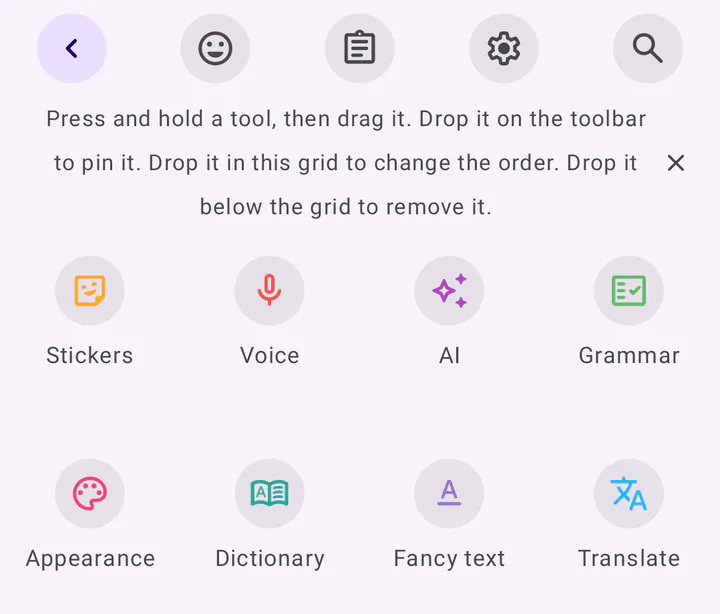 Press and hold a tool, then drag it. Drop it on the toolbar
to pin it. Drop it in this grid to change the order. Drop it
below the grid to remove it.
Stickers
Voice
AI
Grammar
Appearance
Dictionary
Fancy text
Translate